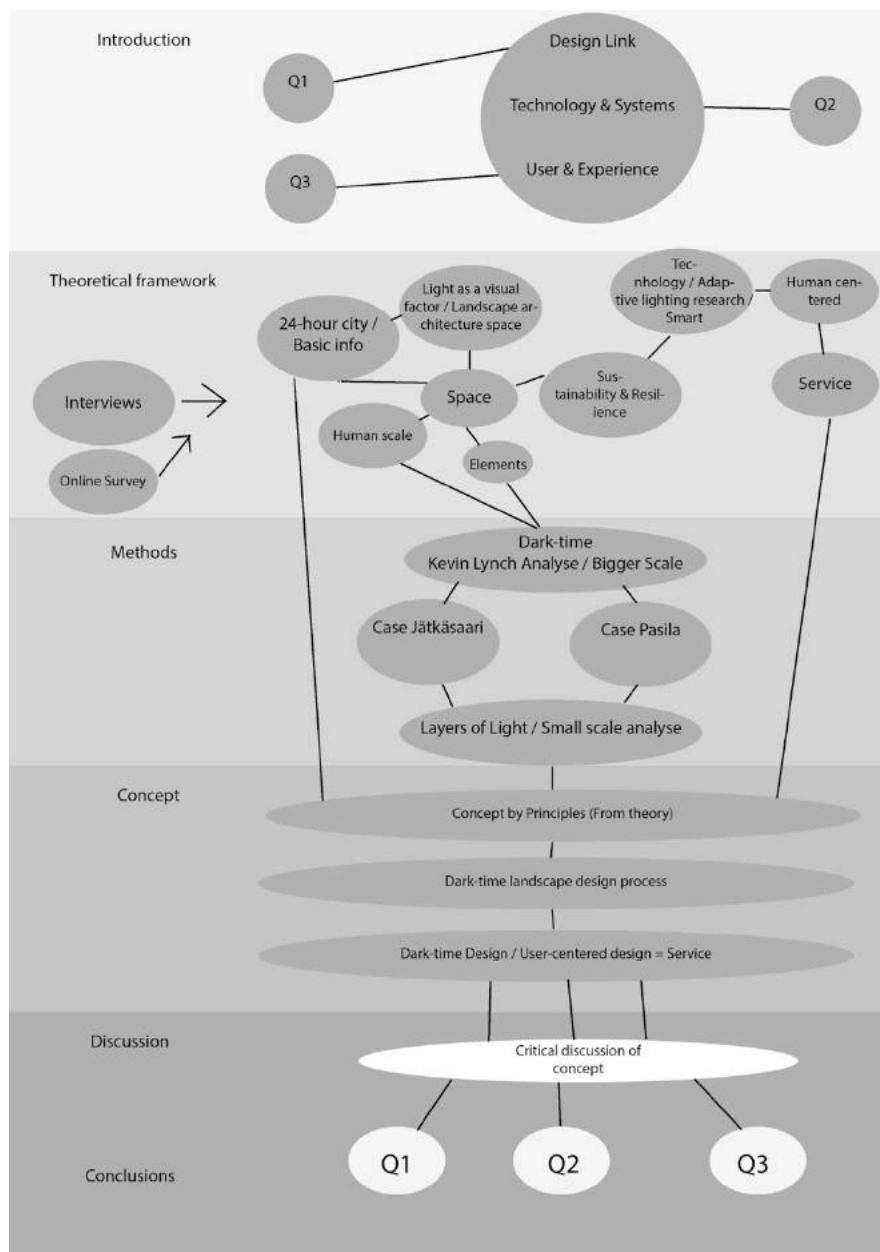 Introduction
Q1
Design Link
Technology & Systems
Q2
User & Experience
Q3
Theoretical framework
Light as a visual
factor / Landscape ar-
chitecture space
Tec-
hnology / Adap-
tive lighting research /
Smart
Human cen-
tered
24-hour city /
Basic info
Interviews
Space
Sus-
tainability & Resil-
ience
Service
Human scale
Elements
Online Survey
Methods
Dark-time
Kevin Lynch Analyse / Bigger Scale
Case Jätkäsaari
Case Pasila
Layers of Light / Small scale analyse
Concept
Concept by Principles (From theory)
Dark-time landscape design process
Dark-time Design / User-centered design = Service
Discussion
Critical discussion of
concept
Conclusions
Q1
Q2
Q3